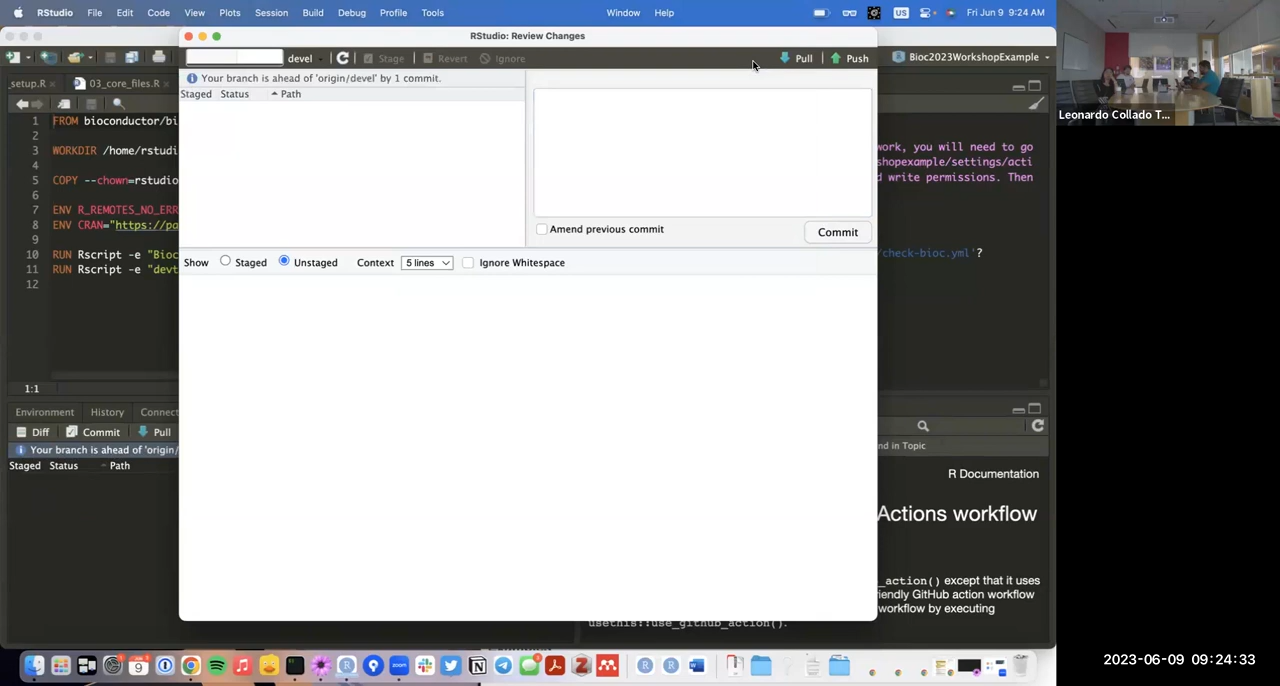 RStudio File Edit Code View Plots Session Build Debug Profile Tools Window Help US Fri Jun 9 9:24 AM
RStudio: Review Changes
devel Stage Revert Ignore Pull Push Bioc2023WorkshopExample
_setup.R 03_core_files.R
Your branch is ahead of 'origin/devel' by 1 commit.
Staged Status Path
1 FROM bioconductor/bi
2
3 WORKDIR /home/rstudi
4
5 COPY --chown=rstudio
6
7 ENV R_REMOTES_NO_ERR
8 ENV CRAN="https://pa
9
10 RUN Rscript -e "Bioc
11 RUN Rscript -e "devt
12
work, you will need to go
shopexample/settings/acti
d write permissions. Then
/check-bioc.yml'?
Amend previous commit Commit
Show Staged Unstaged Context 5 lines Ignore Whitespace
1:1
Environment History Connect
Diff Commit Pull
Your branch is ahead of 'origin/
Staged Status Path
nd in Topic
R Documentation
Actions workflow
_action() except that it uses
iendly GitHub action workflow
workflow by executing
usethis::use_github_action().
Leonardo Collado T...
2023-06-09 09:24:33